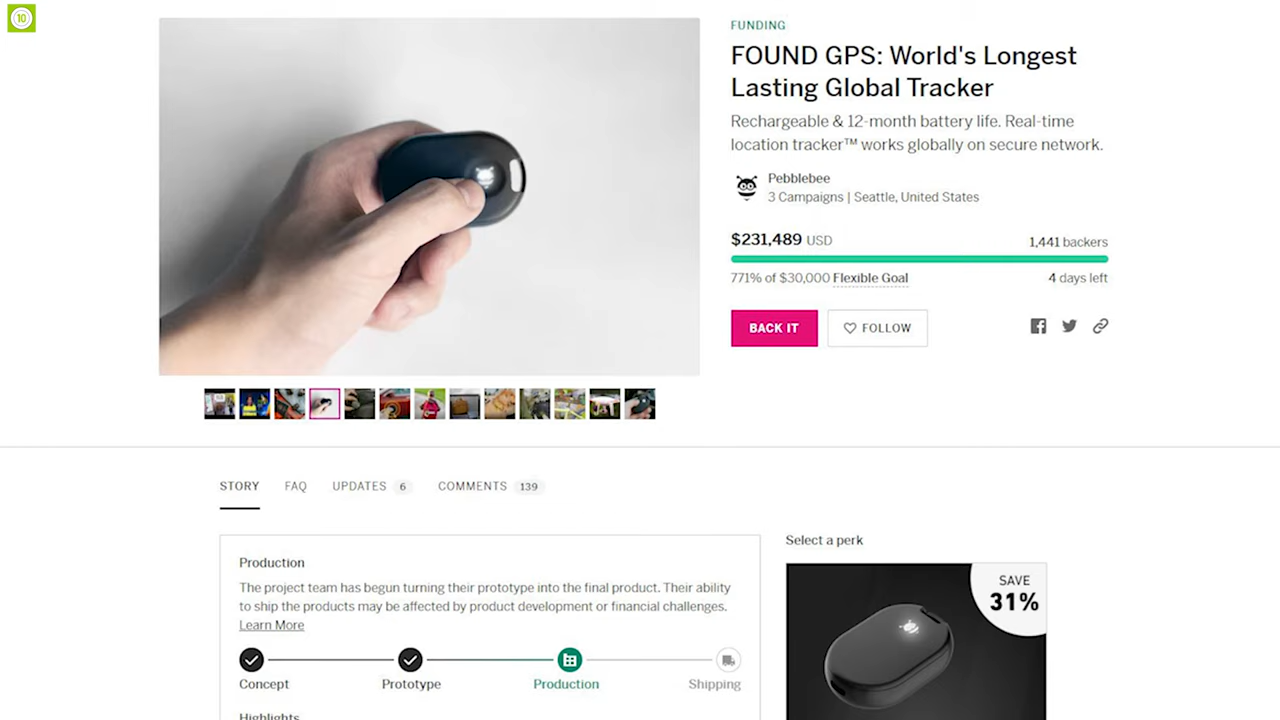 10
FUNDING
FOUND GPS: World's Longest
Lasting Global Tracker
Rechargeable & 12-month battery life. Real-time
location tracker™ works globally on secure network.
Pebblebee
3 Campaigns | Seattle, United States
$231,489 USD
1,441 backers
771% of $30,000 Flexible Goal
4 days left
BACK IT
FOLLOW
STORY
FAQ
UPDATES 6
COMMENTS 139
Production
The project team has begun turning their prototype into the final product. Their ability
to ship the products may be affected by product development or financial challenges.
Learn More
Concept
Prototype
Production
Shipping
Highlights
Select a perk
SAVE
31%